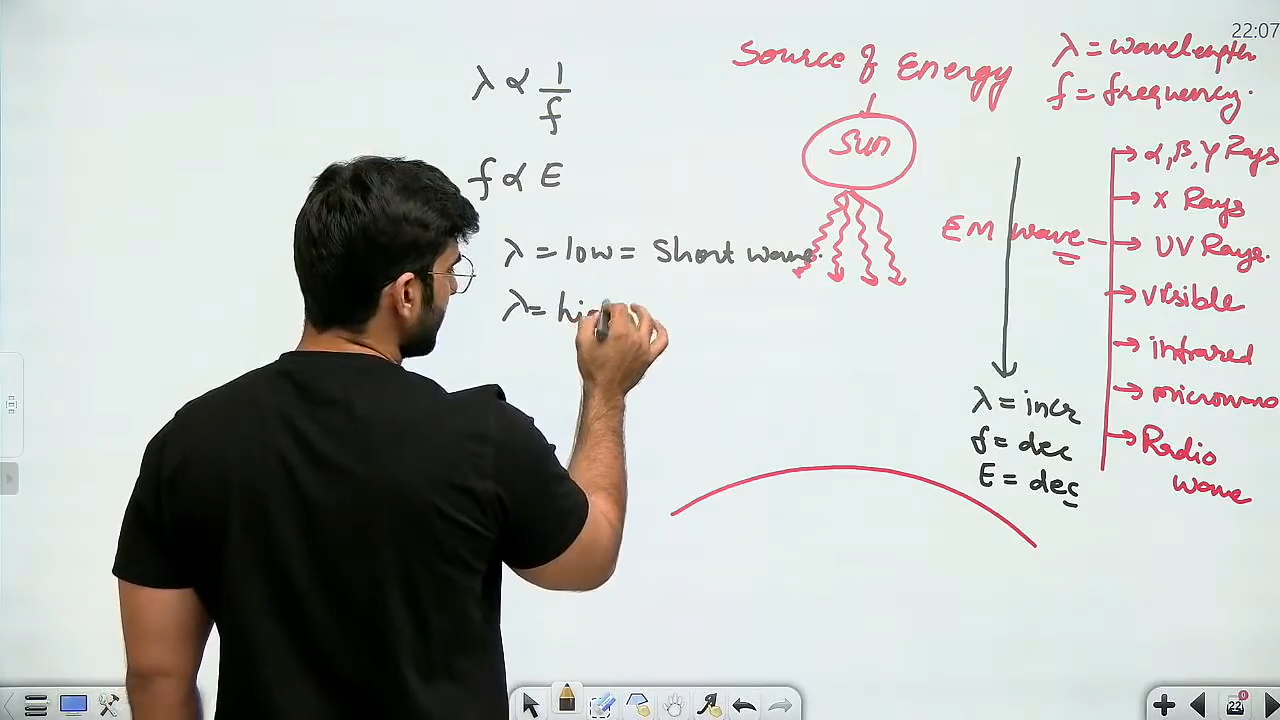 22:07
Source of Energy
λ = wavelength
f = frequency.
λ ∝ 1/f
f ∝ E
Sun
λ = low = Short wave.
λ = hi
EM wave
α, β, γ Rays
X Rays
UV Rays.
visible
infrared
microwave
Radio wave
λ = incr
f = dec
E = dec
22